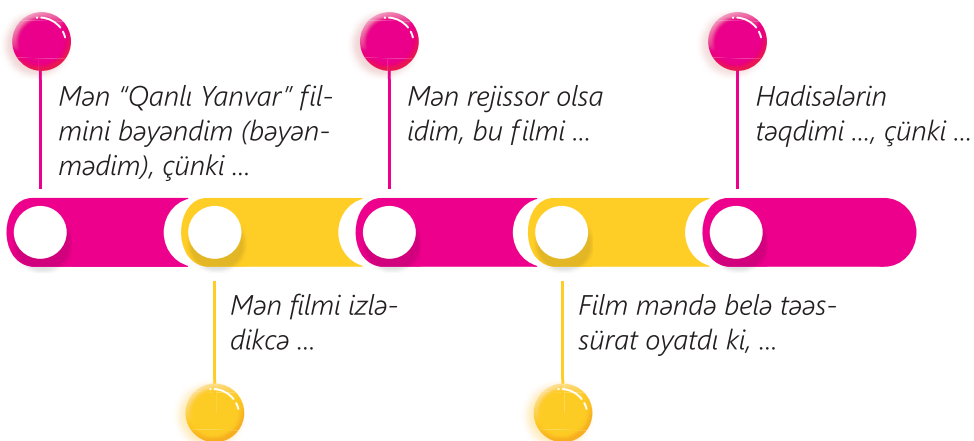 Mən “Qanlı Yanvar” fil-
mini bəyəndim (bəyən-
mədim), çünki ...
Mən filmi izlə-
dikcə ...
Mən rejissor olsa
idim, bu filmi ...
Film məndə belə təəs-
sürat oyatdı ki, ...
Hadisələrin
təqdimi ..., çünki ...